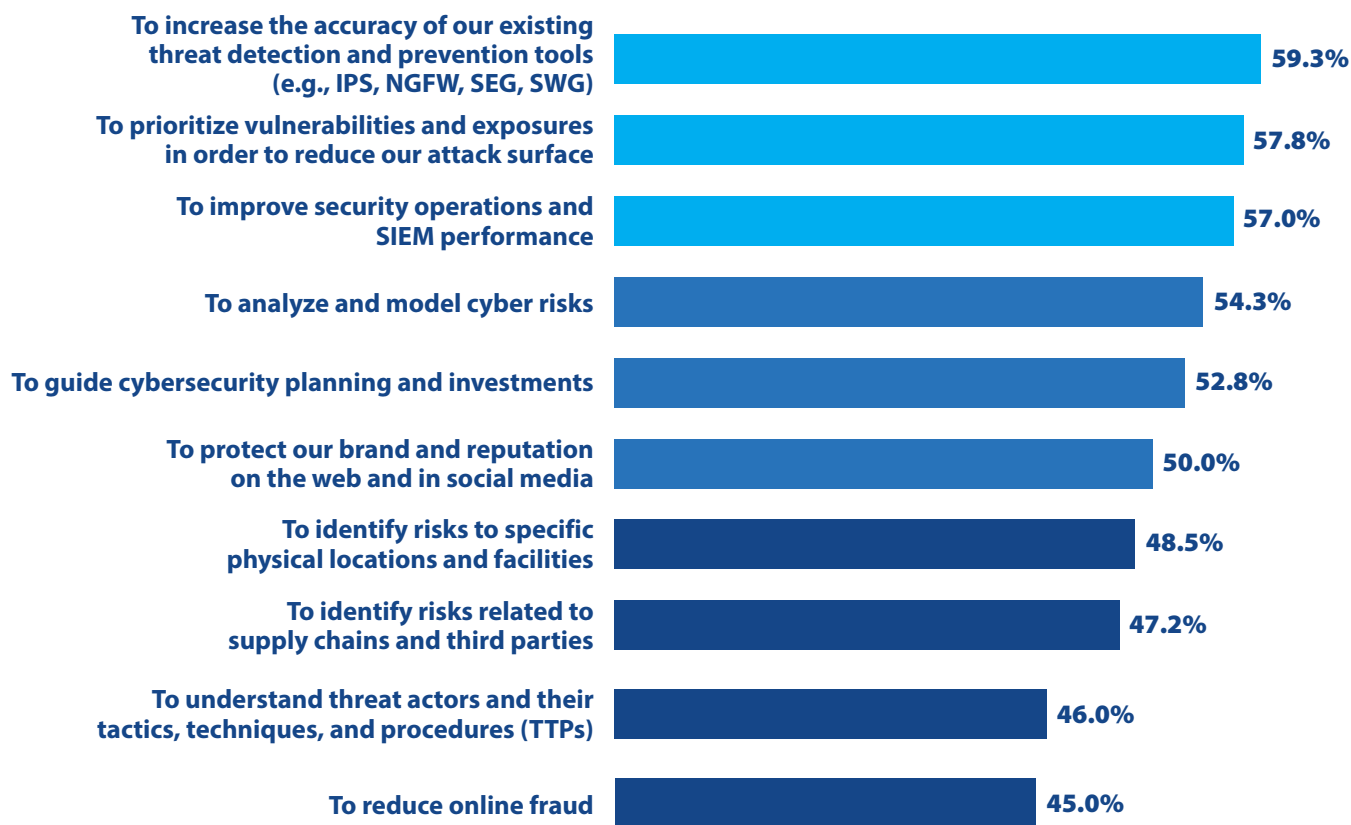 To increase the accuracy of our existing
threat detection and prevention tools
(e.g., IPS, NGFW, SEG, SWG)
59.3%
To prioritize vulnerabilities and exposures
in order to reduce our attack surface
57.8%
To improve security operations and
SIEM performance
57.0%
To analyze and model cyber risks
54.3%
To guide cybersecurity planning and investments
52.8%
To protect our brand and reputation
on the web and in social media
50.0%
To identify risks to specific
physical locations and facilities
48.5%
To identify risks related to
supply chains and third parties
47.2%
To understand threat actors and their
tactics, techniques, and procedures (TTPs)
46.0%
To reduce online fraud
45.0%